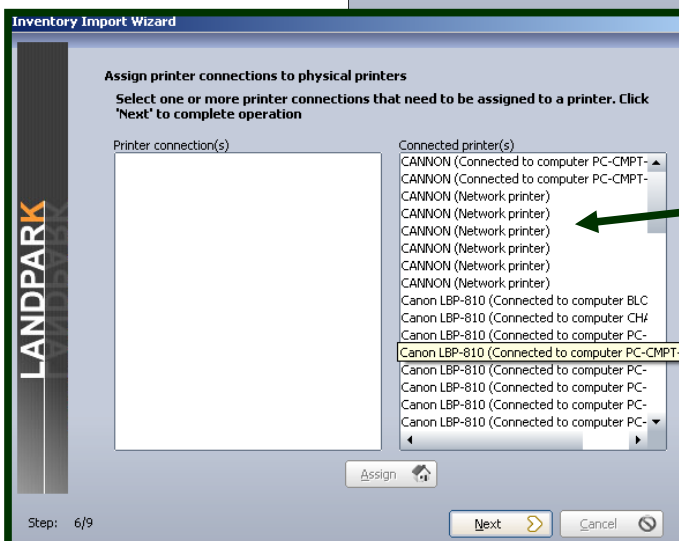 Inventory Import Wizard
Assign printer connections to physical printers
Select one or more printer connections that need to be assigned to a printer. Click
'Next' to complete operation
Printer connection(s)
Connected printer(s)
CANNON (Connected to computer PC-CMPT-
CANNON (Connected to computer PC-CMPT-
CANNON (Network printer)
CANNON (Network printer)
CANNON (Network printer)
CANNON (Network printer)
CANNON (Network printer)
CANNON (Network printer)
Canon LBP-810 (Connected to computer BLC
Canon LBP-810 (Connected to computer CHA
Canon LBP-810 (Connected to computer PC-
Canon LBP-810 (Connected to computer PC-CMPT-
Canon LBP-810 (Connected to computer PC-
Canon LBP-810 (Connected to computer PC-
Canon LBP-810 (Connected to computer PC-
Canon LBP-810 (Connected to computer PC-
LANDPARK
Assign
Step: 6/9
Next
Cancel